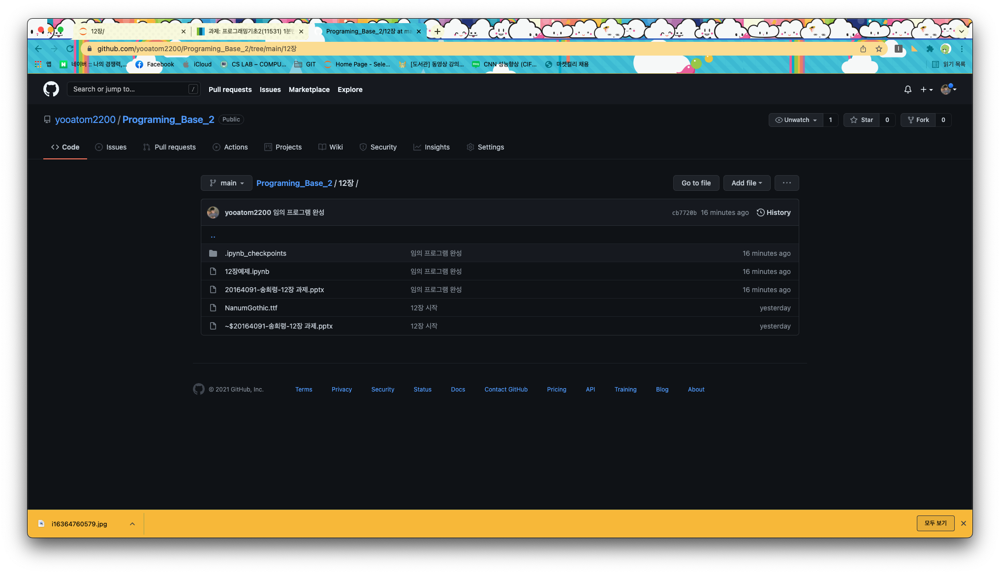 12장/
과제: 프로그래밍기초2(11531) 1분반
Programing_Base_2/12장 at ma
github.com/yooatom2200/Programing_Base_2/tree/main/12장
앱
네이버 :: 나의 경쟁력,...
Facebook
iCloud
CS LAB – COMPU...
GIT
Home Page - Sele...
[도서관] 동영상 강의...
CNN 성능향상 (CIF...
마켓컬리 채용
읽기 목록
Search or jump to... /
Pull requests Issues Marketplace Explore
yooatom2200 / Programing_Base_2 Public
Unwatch 1 Star 0 Fork 0
Code Issues Pull requests Actions Projects Wiki Security Insights Settings
main Programing_Base_2 / 12장 /
Go to file Add file ...
yooatom2200 임의 프로그램 완성 cb7720b 16 minutes ago History
..
.ipynb_checkpoints 임의 프로그램 완성 16 minutes ago
12장예제.ipynb 임의 프로그램 완성 16 minutes ago
20164091-송희령-12장 과제.pptx 임의 프로그램 완성 16 minutes ago
NanumGothic.ttf 12장 시작 yesterday
~$20164091-송희령-12장 과제.pptx 12장 시작 yesterday
© 2021 GitHub, Inc. Terms Privacy Security Status Docs Contact GitHub Pricing API Training Blog About
i16364760579.jpg
모두 보기